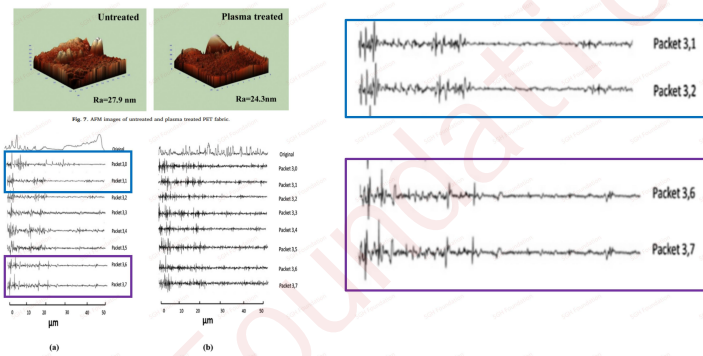 Untreated
Plasma treated
Ra=27.9 nm
Ra=24.3nm
Fig. 7. AFM images of untreated and plasma treated PET fabric.
Original
Packet 3,0
Packet 3,1
Packet 3,2
Packet 3,3
Packet 3,4
Packet 3,5
Packet 3,6
Packet 3,7
0 10 20 30 40 50
μm
(a)
Original
Packet 3,0
Packet 3,1
Packet 3,2
Packet 3,3
Packet 3,4
Packet 3,5
Packet 3,6
Packet 3,7
0 10 20 30 40 50
(b)
Packet 3,1
Packet 3,2
Packet 3,6
Packet 3,7